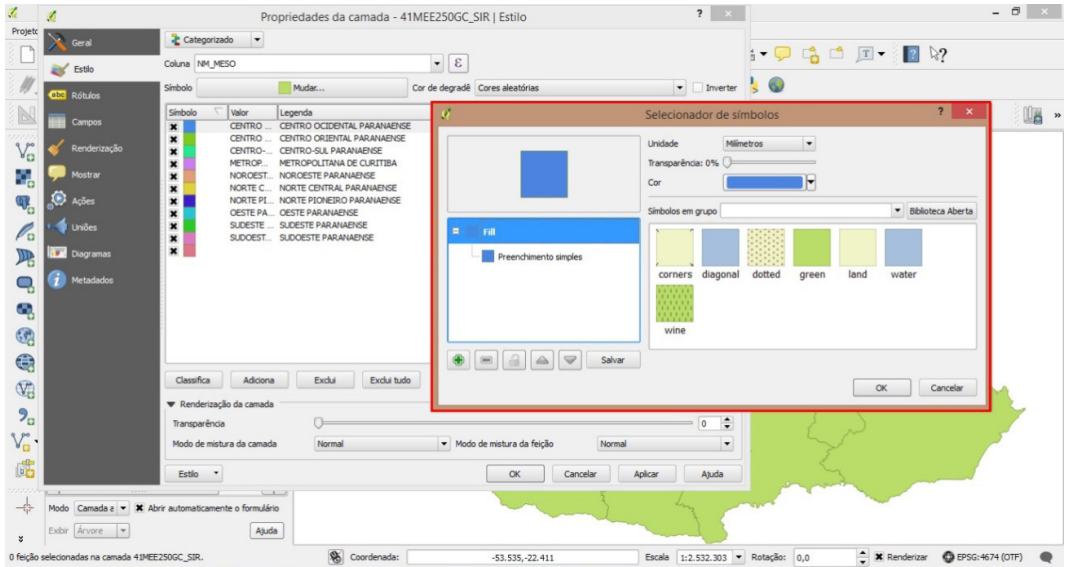 Propriedades da camada - 41MEE250GC_SIR | Estilo
?
Projeto
Geral
Estilo
abc Rótulos
Campos
Renderização
Mostrar
Ações
Uniões
Diagramas
Metadados
Categorizado
Coluna NM_MESO ε
Símbolo Mudar... Cor de degradê Cores aleatórias Inverter
Símbolo Valor Legenda
CENTRO ... CENTRO OCIDENTAL PARANAENSE
CENTRO ... CENTRO ORIENTAL PARANAENSE
CENTRO-... CENTRO-SUL PARANAENSE
METROP... METROPOLITANA DE CURITIBA
NOROEST... NOROESTE PARANAENSE
NORTE C... NORTE CENTRAL PARANAENSE
NORTE PI... NORTE PIONEIRO PARANAENSE
OESTE PA... OESTE PARANAENSE
SUDESTE ... SUDESTE PARANAENSE
SUDOEST... SUDOESTE PARANAENSE
Classifica Adiciona Exclui Exclui tudo
Renderização da camada
Transparência 0
Modo de mistura da camada Normal Modo de mistura da feição Normal
Estilo OK Cancelar Aplicar Ajuda
Selecionador de símbolos
?
Unidade Milímetros
Transparência: 0%
Cor
Símbolos em grupo Biblioteca Aberta
Fill
Preenchimento simples
corners diagonal dotted green land water
wine
Salvar
OK Cancelar
Modo Camada a Abrir automaticamente o formulário
Exibir Árvore Ajuda
0 feição selecionadas na camada 41MEE250GC_SIR. Coordenada: -53.535,-22.411 Escala 1:2.532.303 Rotação: 0,0 Renderizar EPSG:4674 (OTF)